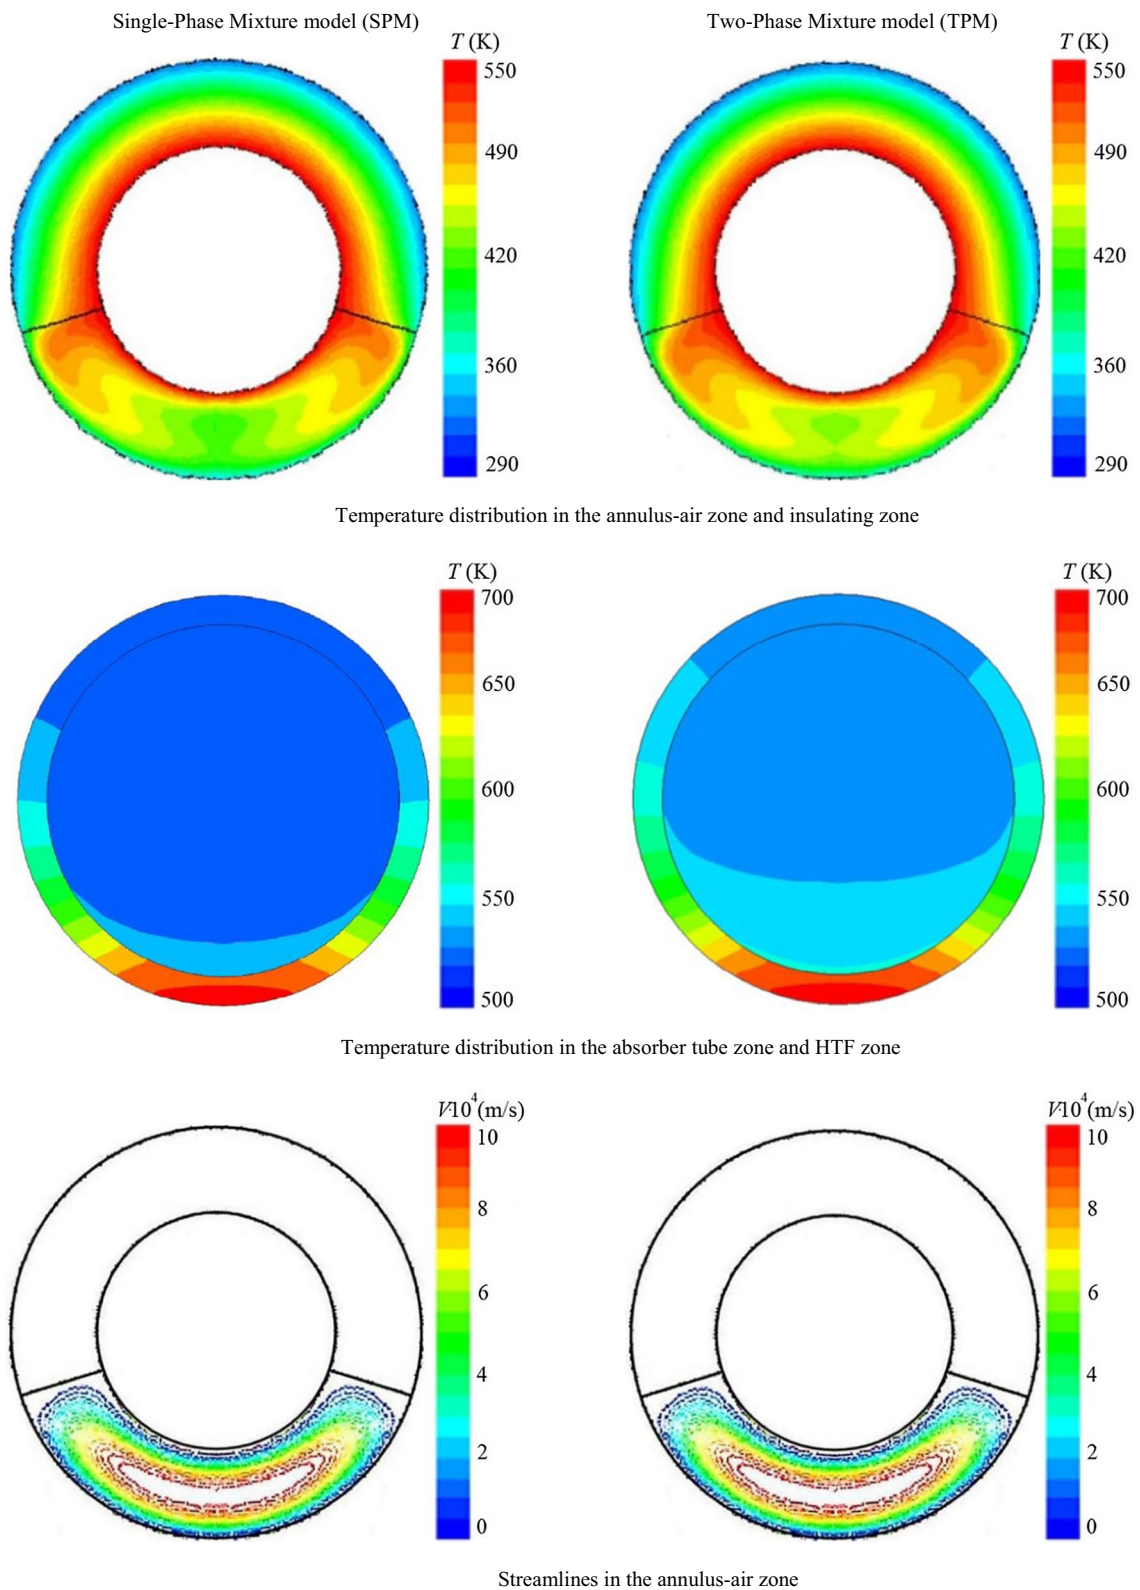 Single-Phase Mixture model (SPM)
Two-Phase Mixture model (TPM)
T (K)
550
490
420
360
290
T (K)
550
490
420
360
290
Temperature distribution in the annulus-air zone and insulating zone
T (K)
700
650
600
550
500
T (K)
700
650
600
550
500
Temperature distribution in the absorber tube zone and HTF zone
V10⁴(m/s)
10
8
6
4
2
0
V10⁴(m/s)
10
8
6
4
2
0
Streamlines in the annulus-air zone